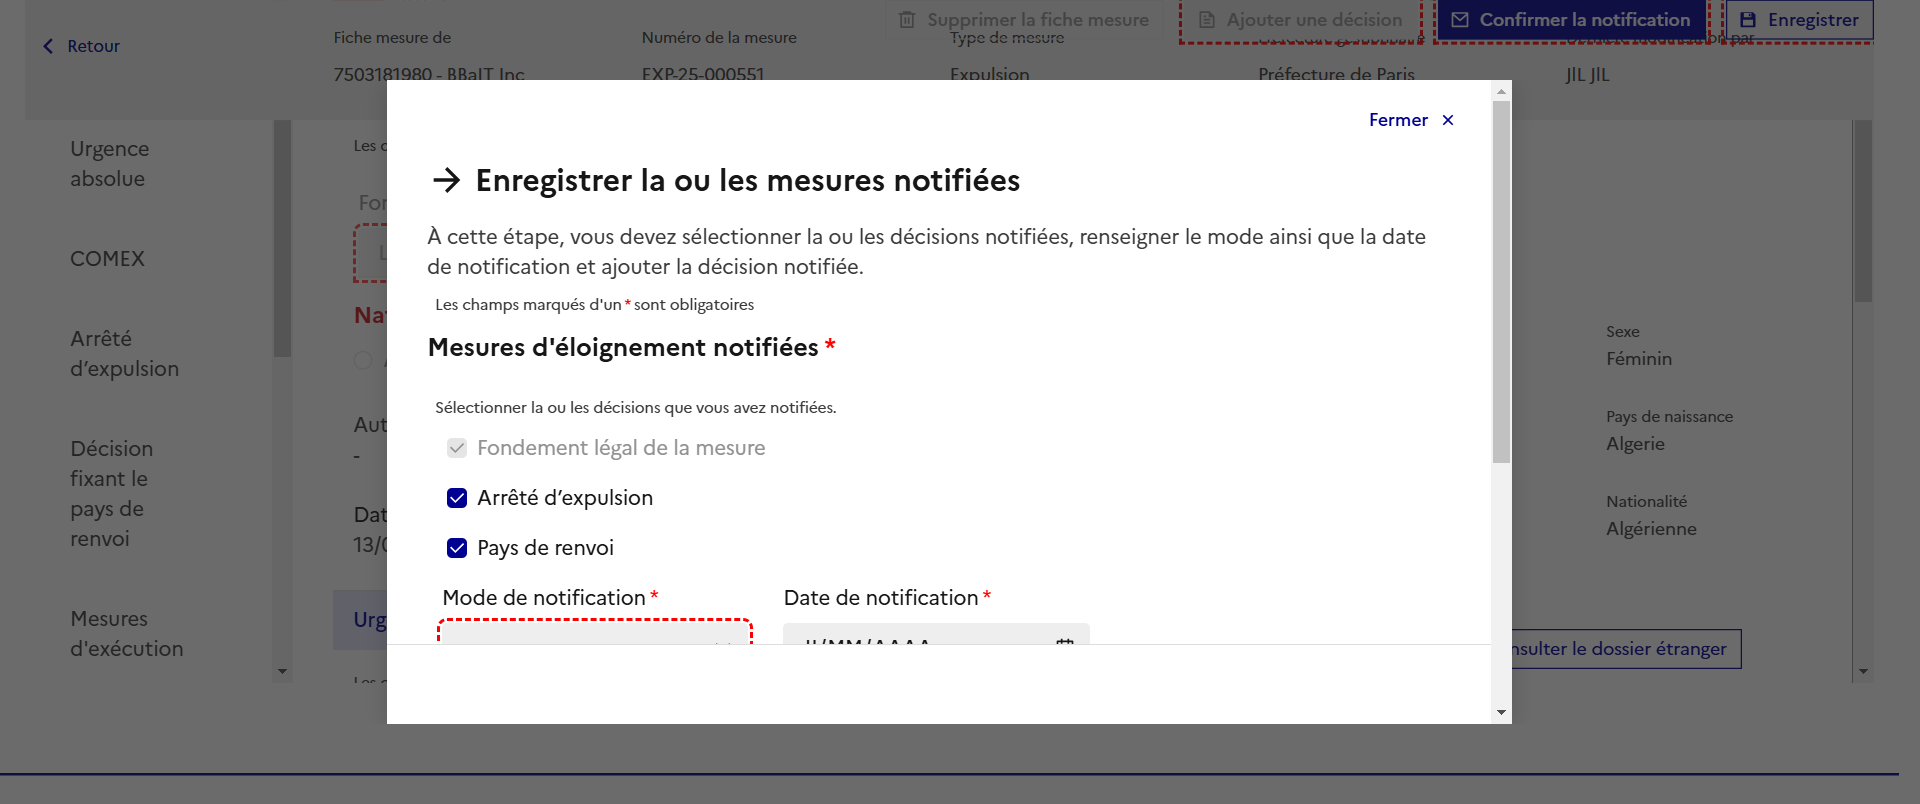 Supprimer la fiche mesure
Ajouter une décision
Confirmer la notification
Enregistrer
Retour
Fiche mesure de
Numéro de la mesure
Type de mesure
7503181980 - BBaIT Inc
EXP-25-000551
Expulsion
Préfecture de Paris
JIL JIL
Urgence
absolue
COMEX
Arrêté
d’expulsion
Décision
fixant le
pays de
renvoi
Mesures
d'exécution
Fermer
Enregistrer la ou les mesures notifiées
À cette étape, vous devez sélectionner la ou les décisions notifiées, renseigner le mode ainsi que la date
de notification et ajouter la décision notifiée.
Les champs marqués d'un * sont obligatoires
Mesures d'éloignement notifiées *
Sélectionner la ou les décisions que vous avez notifiées.
Fondement légal de la mesure
Arrêté d’expulsion
Pays de renvoi
Mode de notification *
Date de notification *
JJ/MM/AAAA
Sexe
Féminin
Pays de naissance
Algerie
Nationalité
Algérienne
le dossier étranger